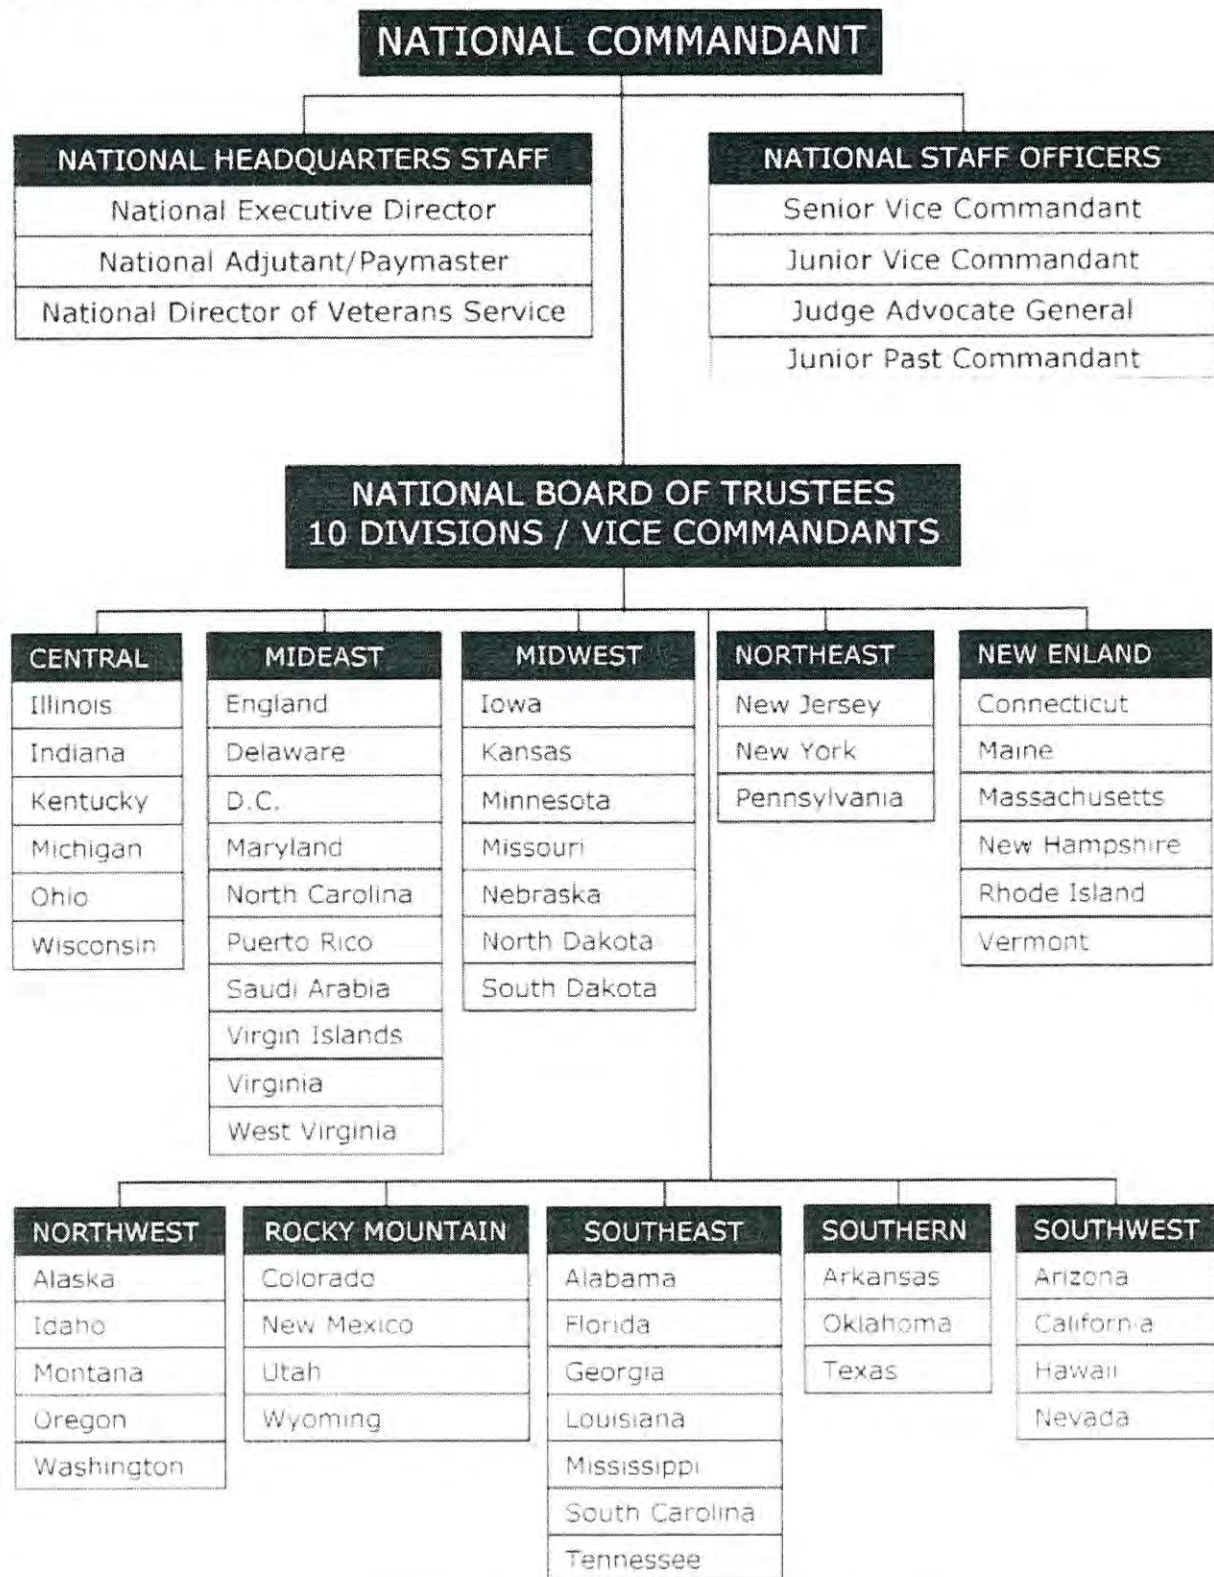 NATIONAL COMMANDANT
NATIONAL HEADQUARTERS STAFF
National Executive Director
National Adjutant/Paymaster
National Director of Veterans Service
NATIONAL STAFF OFFICERS
Senior Vice Commandant
Junior Vice Commandant
Judge Advocate General
Junior Past Commandant
NATIONAL BOARD OF TRUSTEES
10 DIVISIONS / VICE COMMANDANTS
CENTRAL
Illinois
Indiana
Kentucky
Michigan
Ohio
Wisconsin
MIDEAST
England
Delaware
D.C.
Maryland
North Carolina
Puerto Rico
Saudi Arabia
Virgin Islands
Virginia
West Virginia
MIDWEST
Iowa
Kansas
Minnesota
Missouri
Nebraska
North Dakota
South Dakota
NORTHEAST
New Jersey
New York
Pennsylvania
NEW ENLAND
Connecticut
Maine
Massachusetts
New Hampshire
Rhode Island
Vermont
NORTHWEST
Alaska
Idaho
Montana
Oregon
Washington
ROCKY MOUNTAIN
Colorado
New Mexico
Utah
Wyoming
SOUTHEAST
Alabama
Florida
Georgia
Louisiana
Mississippi
South Carolina
Tennessee
SOUTHERN
Arkansas
Oklahoma
Texas
SOUTHWEST
Arizona
California
Hawaii
Nevada